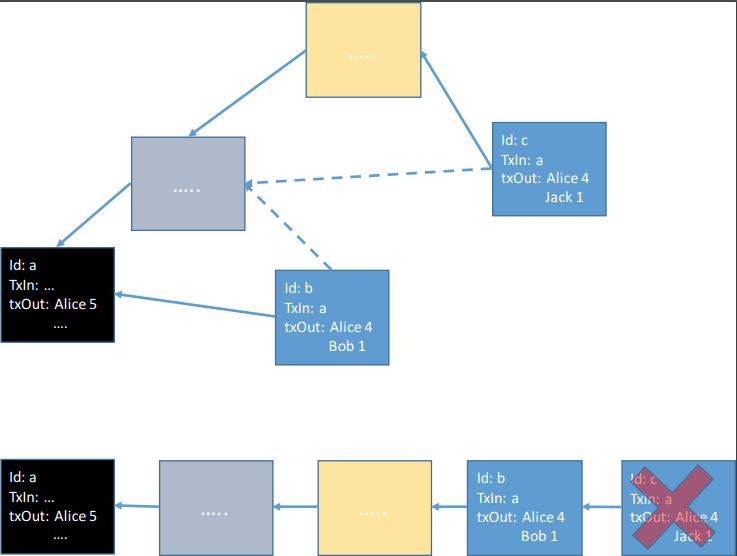 .....
Id: c
TxIn: a
txOut: Alice 4
Jack 1
.....
Id: a
TxIn: ...
txOut: Alice 5
....
Id: b
TxIn: a
txOut: Alice 4
Bob 1
Id: a
TxIn: ...
txOut: Alice 5
....
.....
.....
Id: b
TxIn: a
txOut: Alice 4
Bob 1
Id: c
TxIn: a
txOut: Alice 4
Jack 1